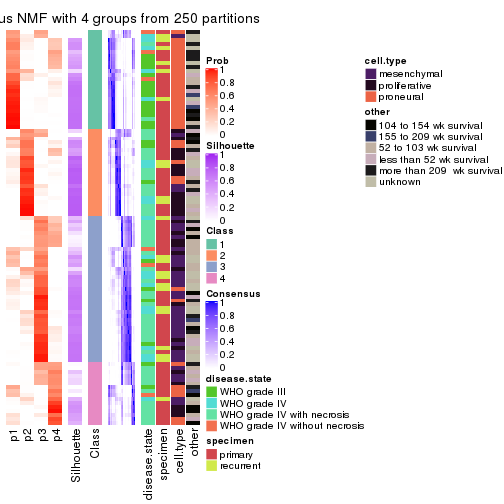 us NMF with 4 groups from 250 partitions
Prob
1
0.8
0.6
0.4
0.2
0
Silhouette
1
0.8
0.6
0.4
0.2
0
Class
1
2
3
4
Consensus
1
0.8
0.6
0.4
0.2
0
disease.state
WHO grade III
WHO grade IV
WHO grade IV with necrosis
WHO grade IV without necrosis
specimen
primary
recurrent
cell.type
mesenchymal
proliferative
proneural
other
104 to 154 wk survival
155 to 209 wk survival
52 to 103 wk survival
less than 52 wk survival
more than 209  wk survival
unknown
p1
p2
p3
p4
Silhouette
Class
disease.state
specimen
cell.type
other